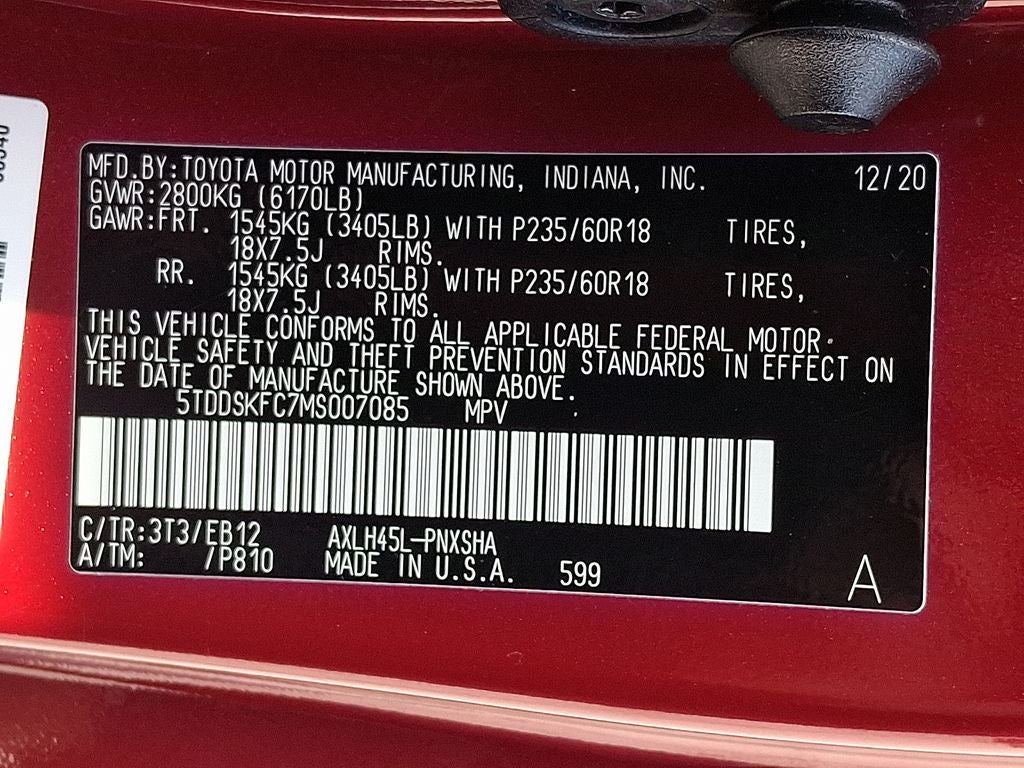 MFD.BY:TOYOTA MOTOR MANUFACTURING, INDIANA, INC. 12/20
GVWR:2800KG (6170LB)
GAWR:FRT. 1545KG (3405LB) WITH P235/60R18 TIRES,
18X7.5J RIMS.
RR. 1545KG (3405LB) WITH P235/60R18 TIRES,
18X7.5J RIMS.
THIS VEHICLE CONFORMS TO ALL APPLICABLE FEDERAL MOTOR
VEHICLE SAFETY AND THEFT PREVENTION STANDARDS IN EFFECT ON
THE DATE OF MANUFACTURE SHOWN ABOVE.
5TDDSKFC7MS007085 MPV
C/TR:3T3/EB12 AXLH45L-PNXSHA
A/TM: /P810 MADE IN U.S.A. 599 A